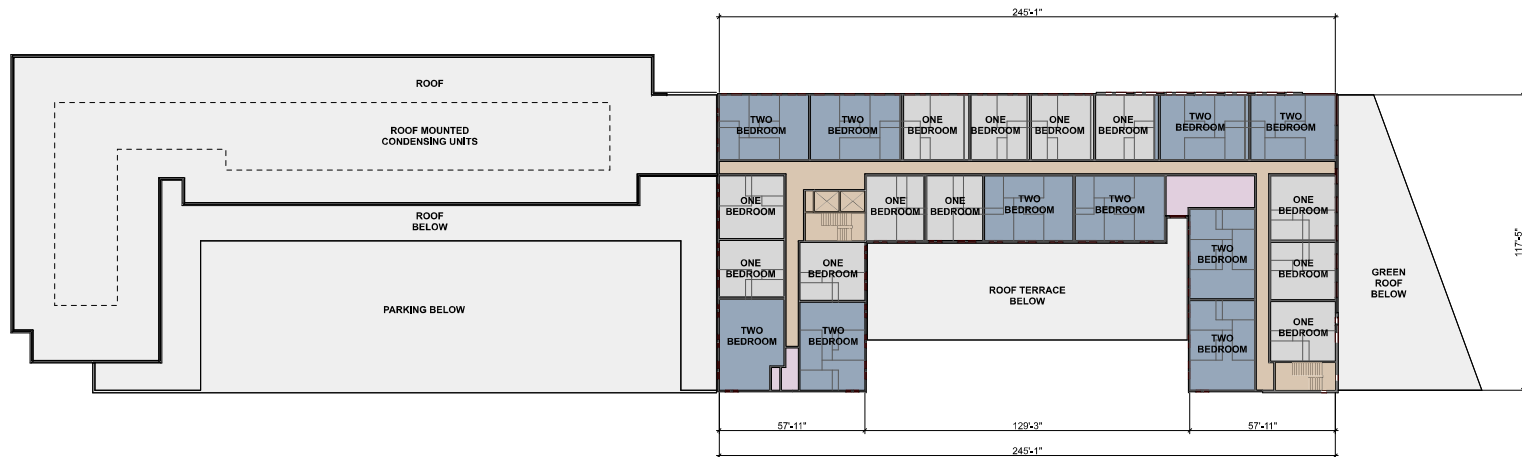 245'-1"
ROOF
ROOF MOUNTED
CONDENSING UNITS
TWO
BEDROOM
TWO
BEDROOM
ONE
BEDROOM
ONE
BEDROOM
ONE
BEDROOM
ONE
BEDROOM
TWO
BEDROOM
TWO
BEDROOM
ROOF
BELOW
ONE
BEDROOM
ONE
BEDROOM
ONE
BEDROOM
TWO
BEDROOM
TWO
BEDROOM
ONE
BEDROOM
117'-5"
TWO
BEDROOM
ONE
BEDROOM
ONE
BEDROOM
ONE
BEDROOM
GREEN
ROOF
BELOW
ROOF TERRACE
BELOW
PARKING BELOW
TWO
BEDROOM
TWO
BEDROOM
TWO
BEDROOM
ONE
BEDROOM
57'-11"
129'-3"
57'-11"
245'-1"